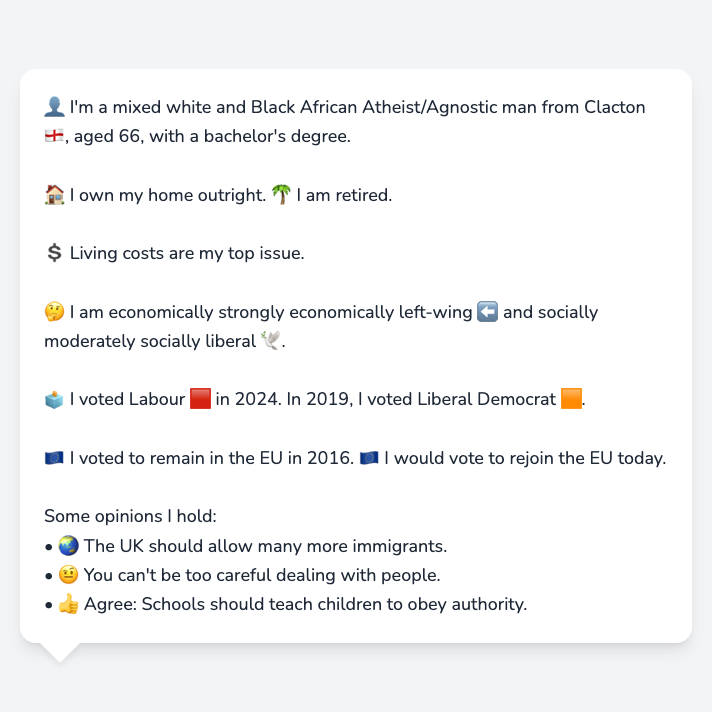 👤 I'm a mixed white and Black African Atheist/Agnostic man from Clacton
🏴󠁧󠁢󠁥󠁮󠁧󠁿, aged 66, with a bachelor's degree.
🏠 I own my home outright. 🌴 I am retired.
💲 Living costs are my top issue.
🤔 I am economically strongly economically left-wing ⬅️ and socially
moderately socially liberal 🕊️.
🗳️ I voted Labour 🟥 in 2024. In 2019, I voted Liberal Democrat 🟧.
🇪🇺 I voted to remain in the EU in 2016. 🇪🇺 I would vote to rejoin the EU today.
Some opinions I hold:
• 🌏 The UK should allow many more immigrants.
• 🤨 You can't be too careful dealing with people.
• 👍 Agree: Schools should teach children to obey authority.